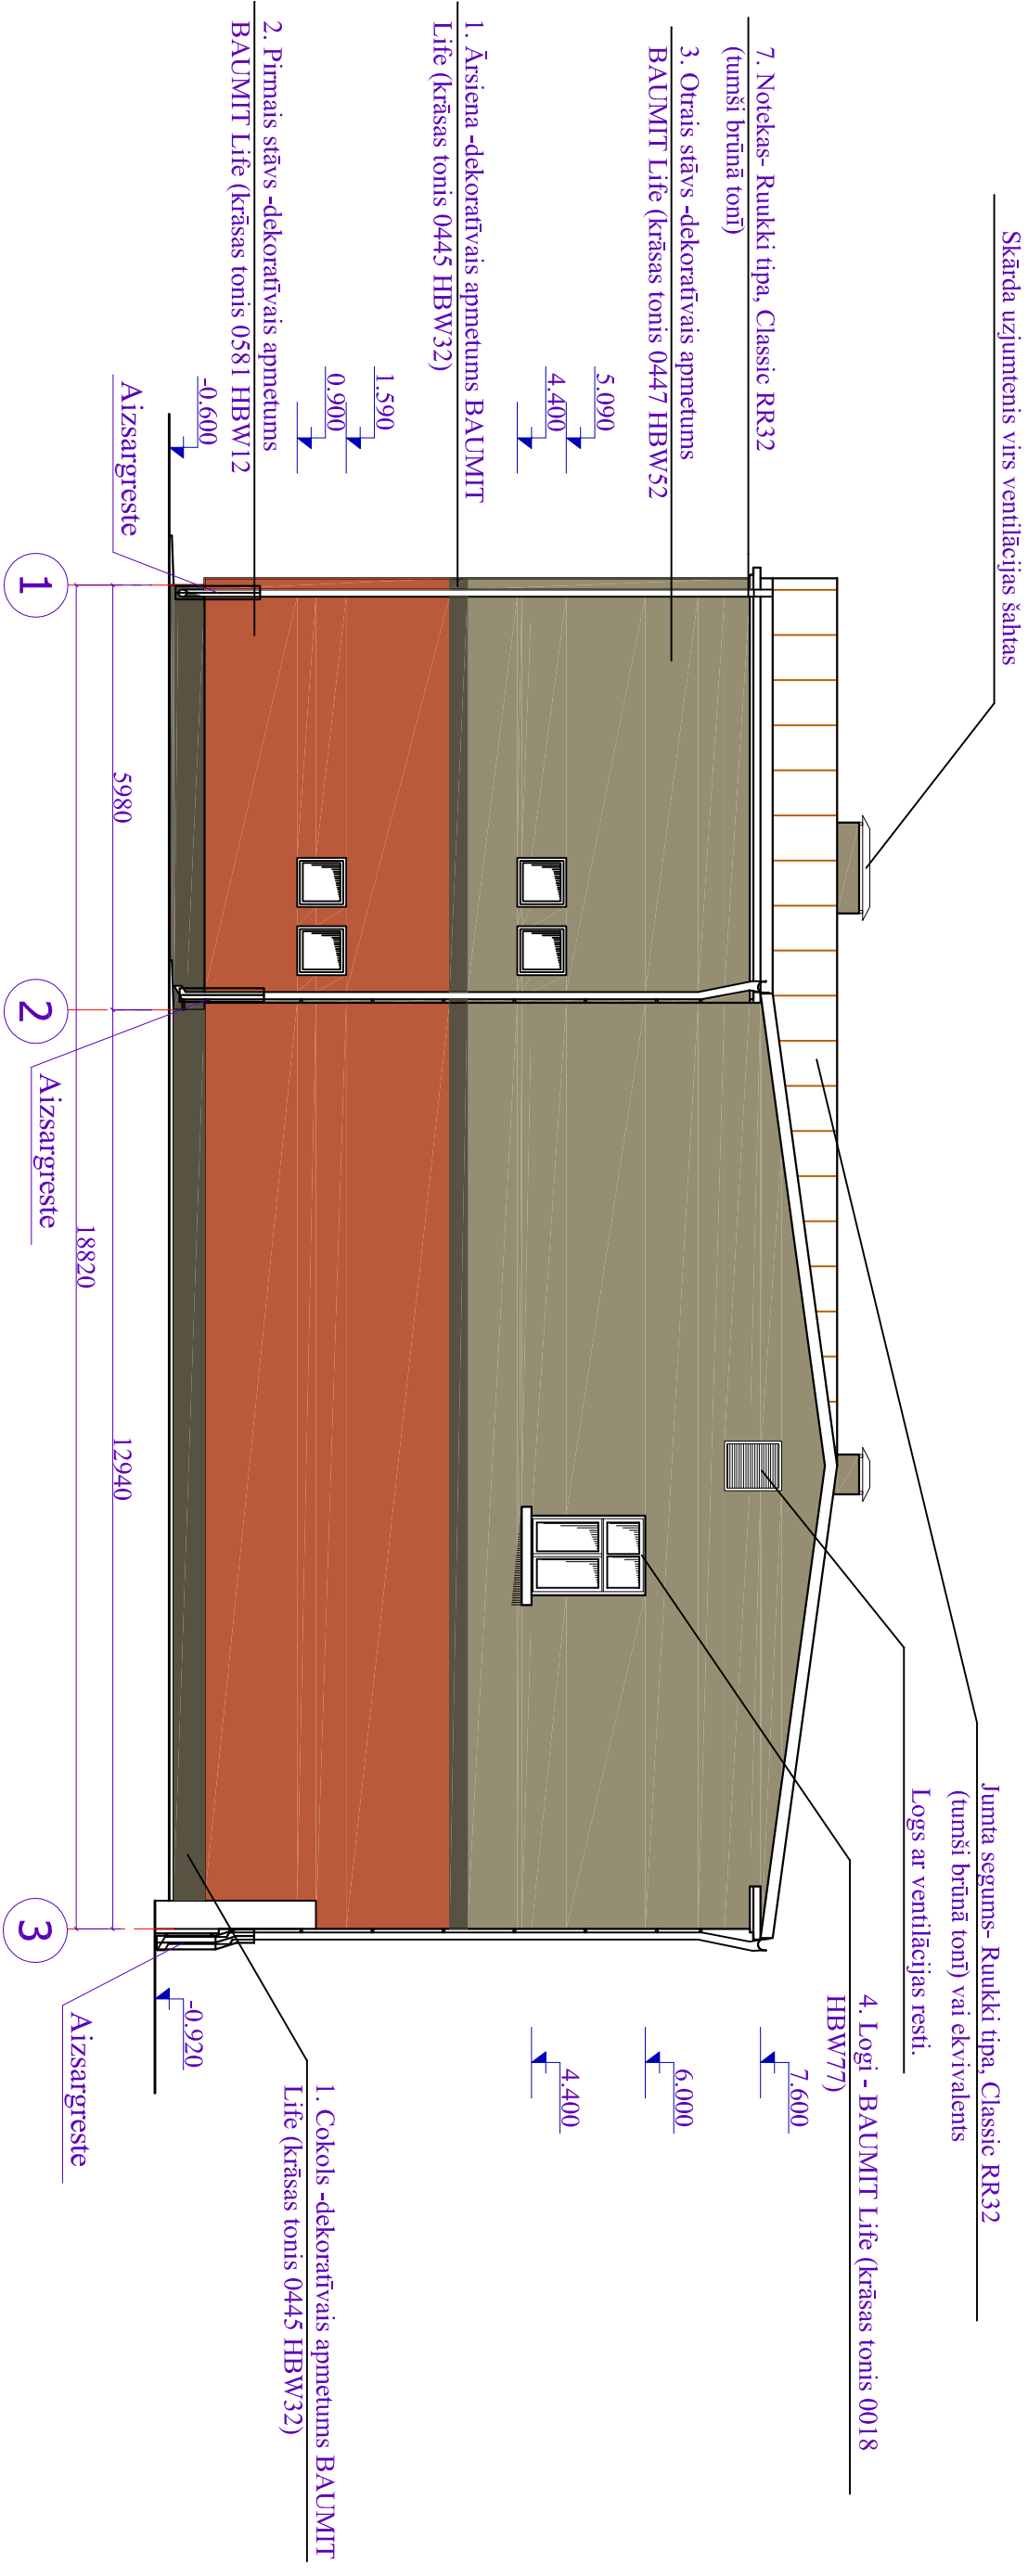 Skārda uzjumtenis virs ventilācijas šahtas
7. Notekas- Ruukki tipa, Classic RR32
(tumši brūnā tonī)
3. Otrais stāvs -dekoratīvais apmetums
BAUMIT Life (krāsas tonis 0447 HBW52
1. Ārsiena -dekoratīvais apmetums BAUMIT
Life (krāsas tonis 0445 HBW32)
2. Pirmais stāvs -dekoratīvais apmetums
BAUMIT Life (krāsas tonis 0581 HBW12
5.090
4.400
1.590
0.900
-0.600
Aizsargreste
Jumta segums- Ruukki tipa, Classic RR32
(tumši brūnā tonī) vai ekvivalents
Logs ar ventilācijas resti.
4. Logi - BAUMIT Life (krāsas tonis 0018
HBW77)
7.600
6.000
4.400
1. Cokols -dekoratīvais apmetums BAUMIT
Life (krāsas tonis 0445 HBW32)
-0.920
Aizsargreste
5980
12940
18820
Aizsargreste
1
2
3